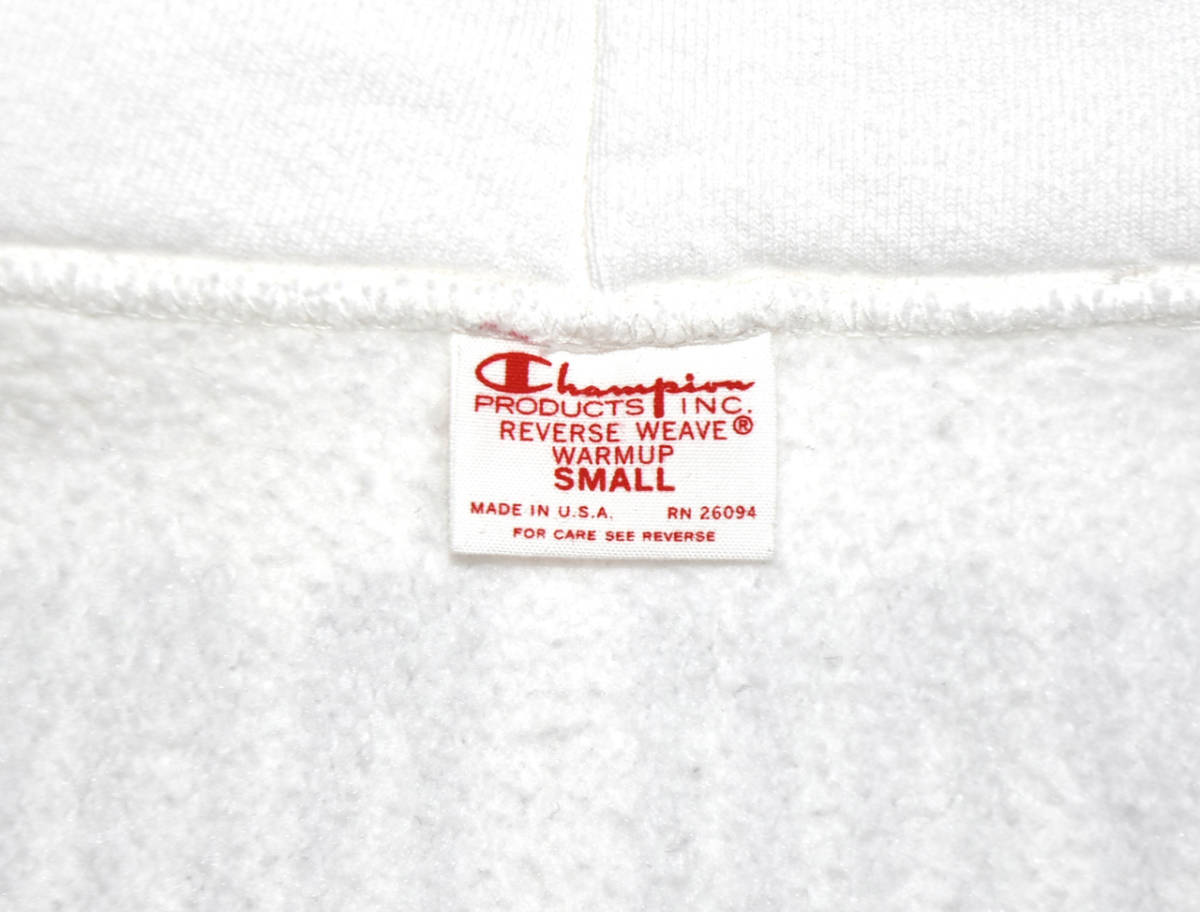 Champion
PRODUCTS INC.
REVERSE WEAVE®
WARMUP
SMALL
MADE IN U.S.A. RN 26094
FOR CARE SEE REVERSE